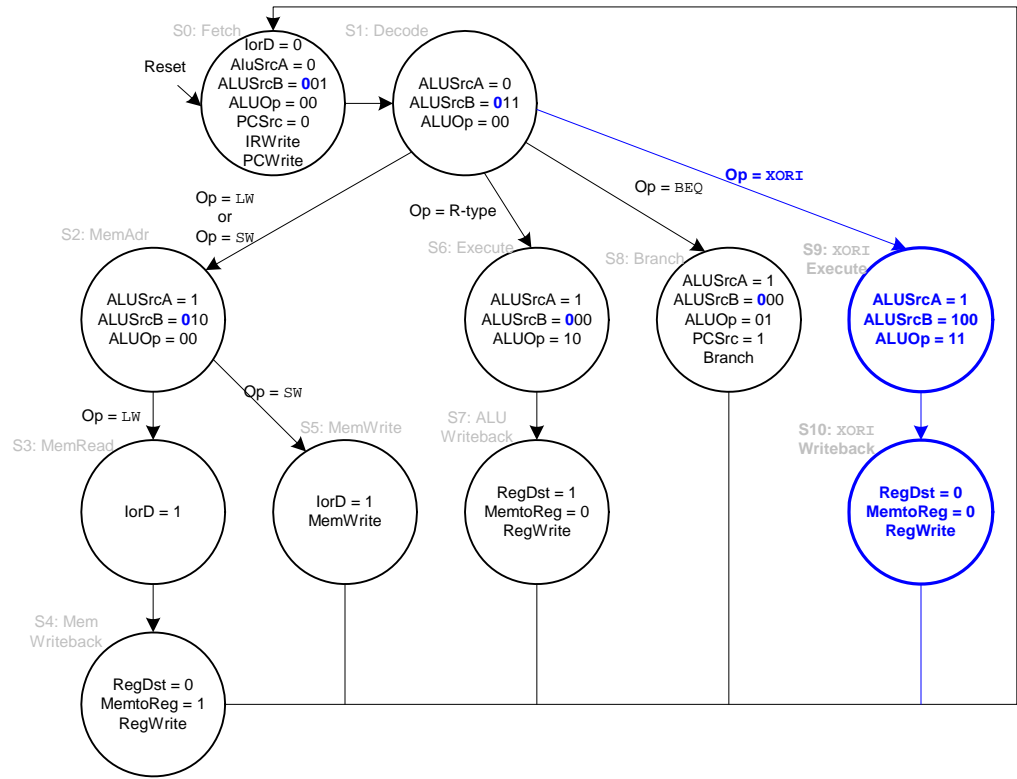 S0: Fetch
IorD = 0
AluSrcA = 0
ALUSrcB = 001
ALUOp = 00
PCSrc = 0
IRWrite
PCWrite
Reset
S1: Decode
ALUSrcA = 0
ALUSrcB = 011
ALUOp = 00
Op = LW
or
Op = SW
Op = R-type
Op = BEQ
Op = XORI
S2: MemAdr
ALUSrcA = 1
ALUSrcB = 010
ALUOp = 00
S6: Execute
ALUSrcA = 1
ALUSrcB = 000
ALUOp = 10
S8: Branch
ALUSrcA = 1
ALUSrcB = 000
ALUOp = 01
PCSrc = 1
Branch
S9: XORI
Execute
ALUSrcA = 1
ALUSrcB = 100
ALUOp = 11
Op = LW
Op = SW
S3: MemRead
IorD = 1
S5: MemWrite
IorD = 1
MemWrite
S7: ALU
Writeback
RegDst = 1
MemtoReg = 0
RegWrite
S10: XORI
Writeback
RegDst = 0
MemtoReg = 0
RegWrite
S4: Mem
Writeback
RegDst = 0
MemtoReg = 1
RegWrite